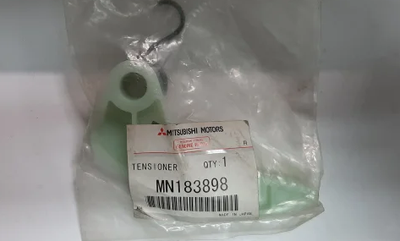 MITSUBISHI MOTORS
TENSIONER QTY:1
MN183898
MADE IN JAPAN